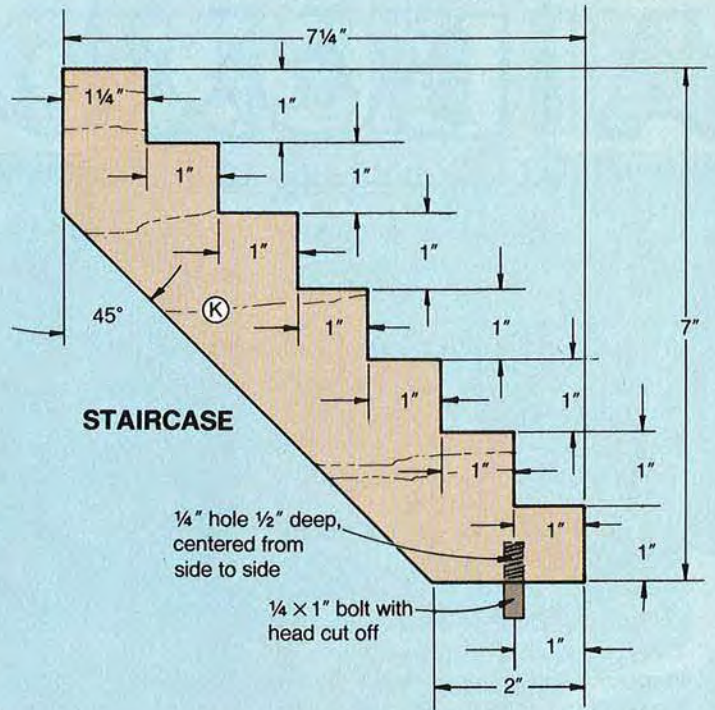 7¼"
1¼"
1"
1"
1"
1"
1"
1"
45°
K
1"
1"
7"
STAIRCASE
1"
1"
1"
1"
¼" hole ½" deep,
centered from
side to side
1"
1"
¼ × 1" bolt with
head cut off
1"
2"